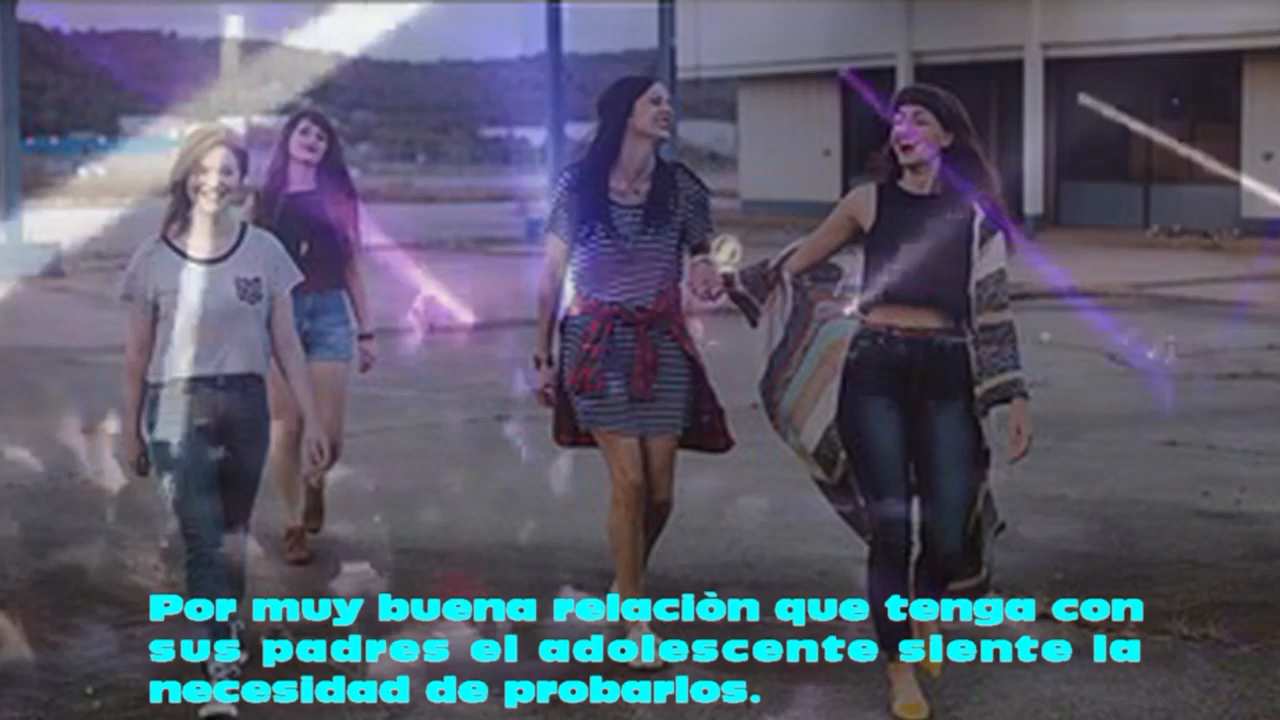 Por muy buena relaciòn que tenga con
sus padres el adolescente siente la
necesidad de probarlos.